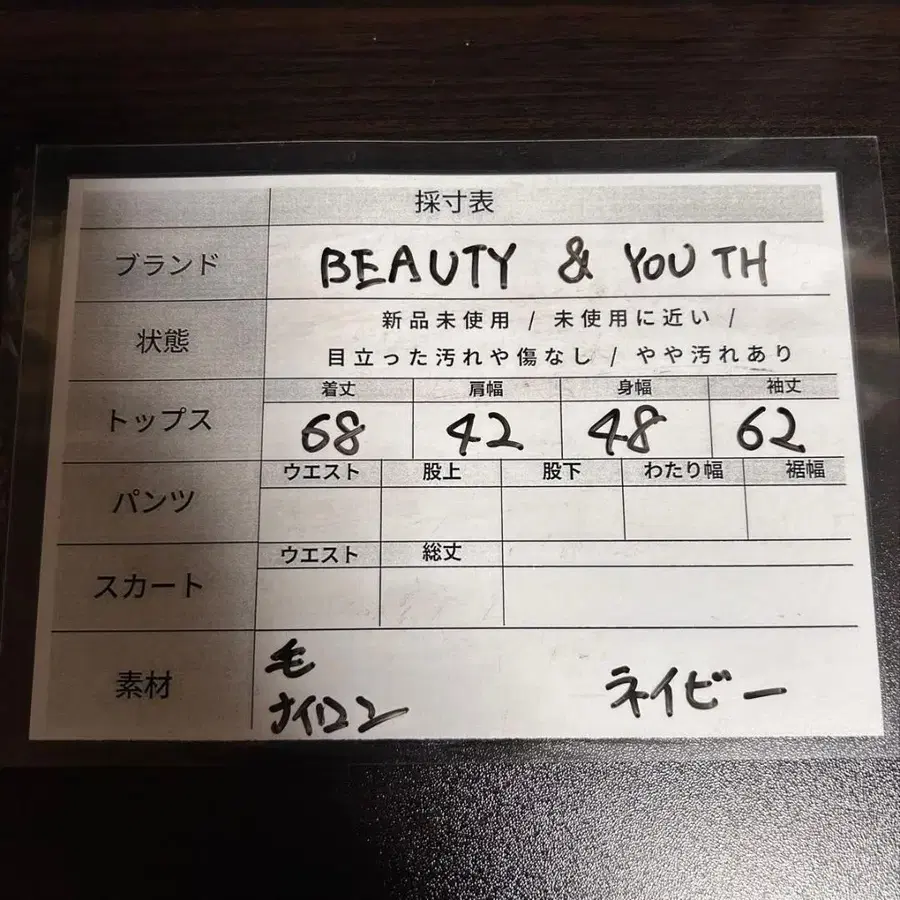 採寸表
ブランド BEAUTY & YOUTH
状態 新品未使用 / 未使用に近い /
目立った汚れや傷なし / やや汚れあり
トップス 着丈 肩幅 身幅 袖丈
68 42 48 62
パンツ ウエスト 股上 股下 わたり幅 裾幅
スカート ウエスト 総丈
素材 毛 ネイビー
ナイロン